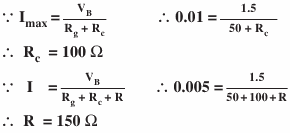 ∵ I_max = V_B / (R_g + R_c)    ∴ 0.01 = 1.5 / (50 + R_c)
∴ R_c = 100 Ω
∵ I = V_B / (R_g + R_c + R)    ∴ 0.005 = 1.5 / (50+100+R)
∴ R = 150 Ω